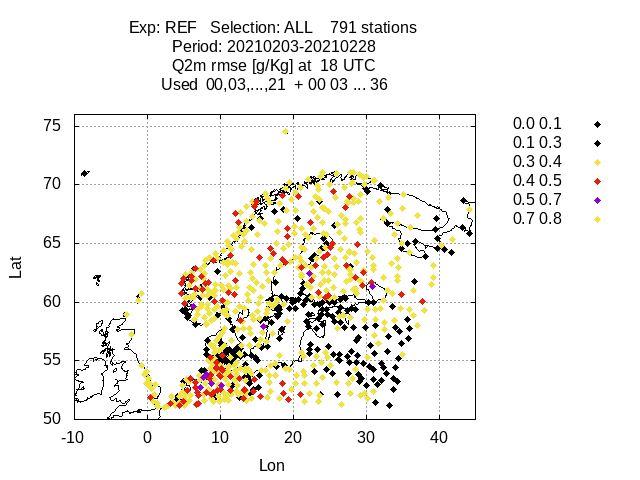 Exp: REF   Selection: ALL    791 stations
Period: 20210203-20210228
Q2m rmse [g/Kg] at  18 UTC
Used  00,03,...,21  + 00 03 ... 36
75
70
65
60
55
50
-10 0 10 20 30 40
Lat
Lon
0.0 0.1
0.1 0.3
0.3 0.4
0.4 0.5
0.5 0.7
0.7 0.8